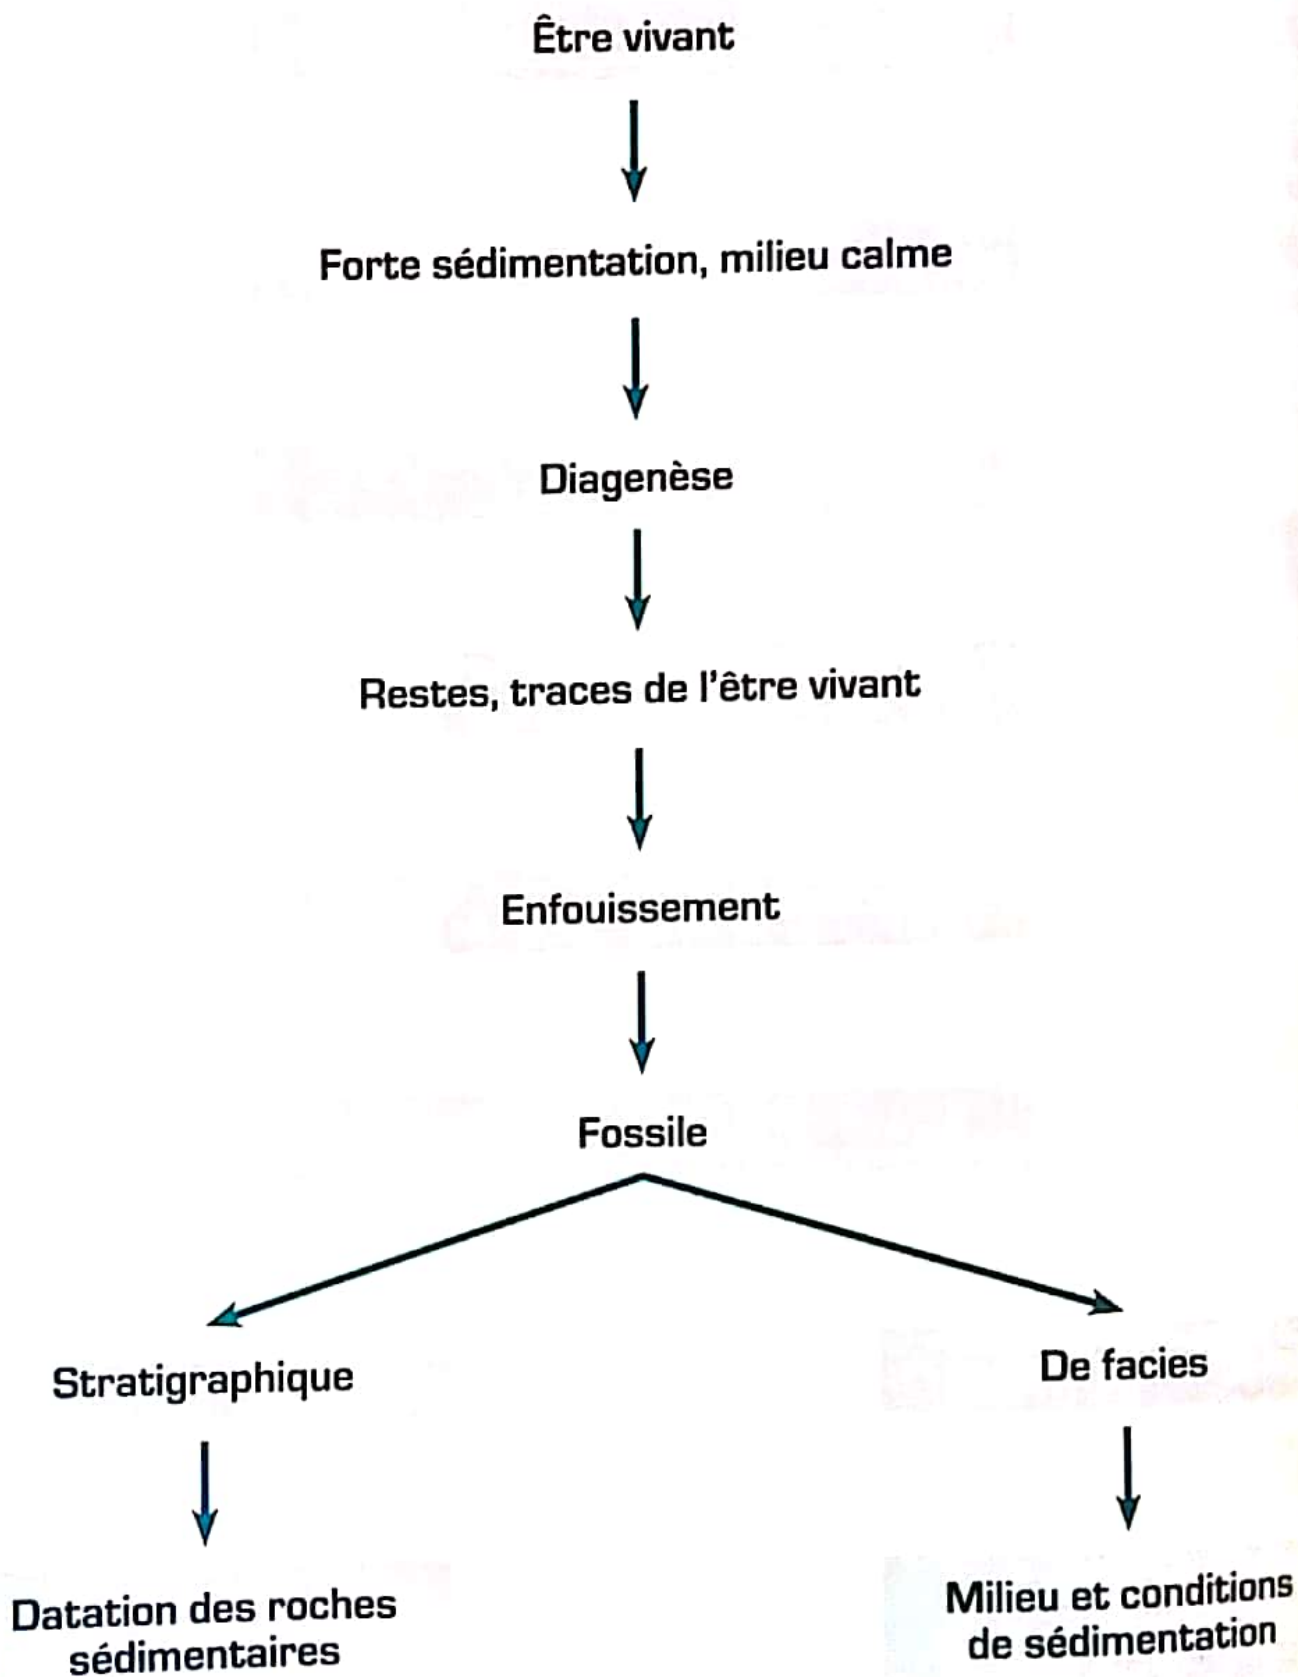 Être vivant
Forte sédimentation, milieu calme
Diagenèse
Restes, traces de l'être vivant
Enfouissement
Fossile
Stratigraphique
De facies
Datation des roches
sédimentaires
Milieu et conditions
de sédimentation